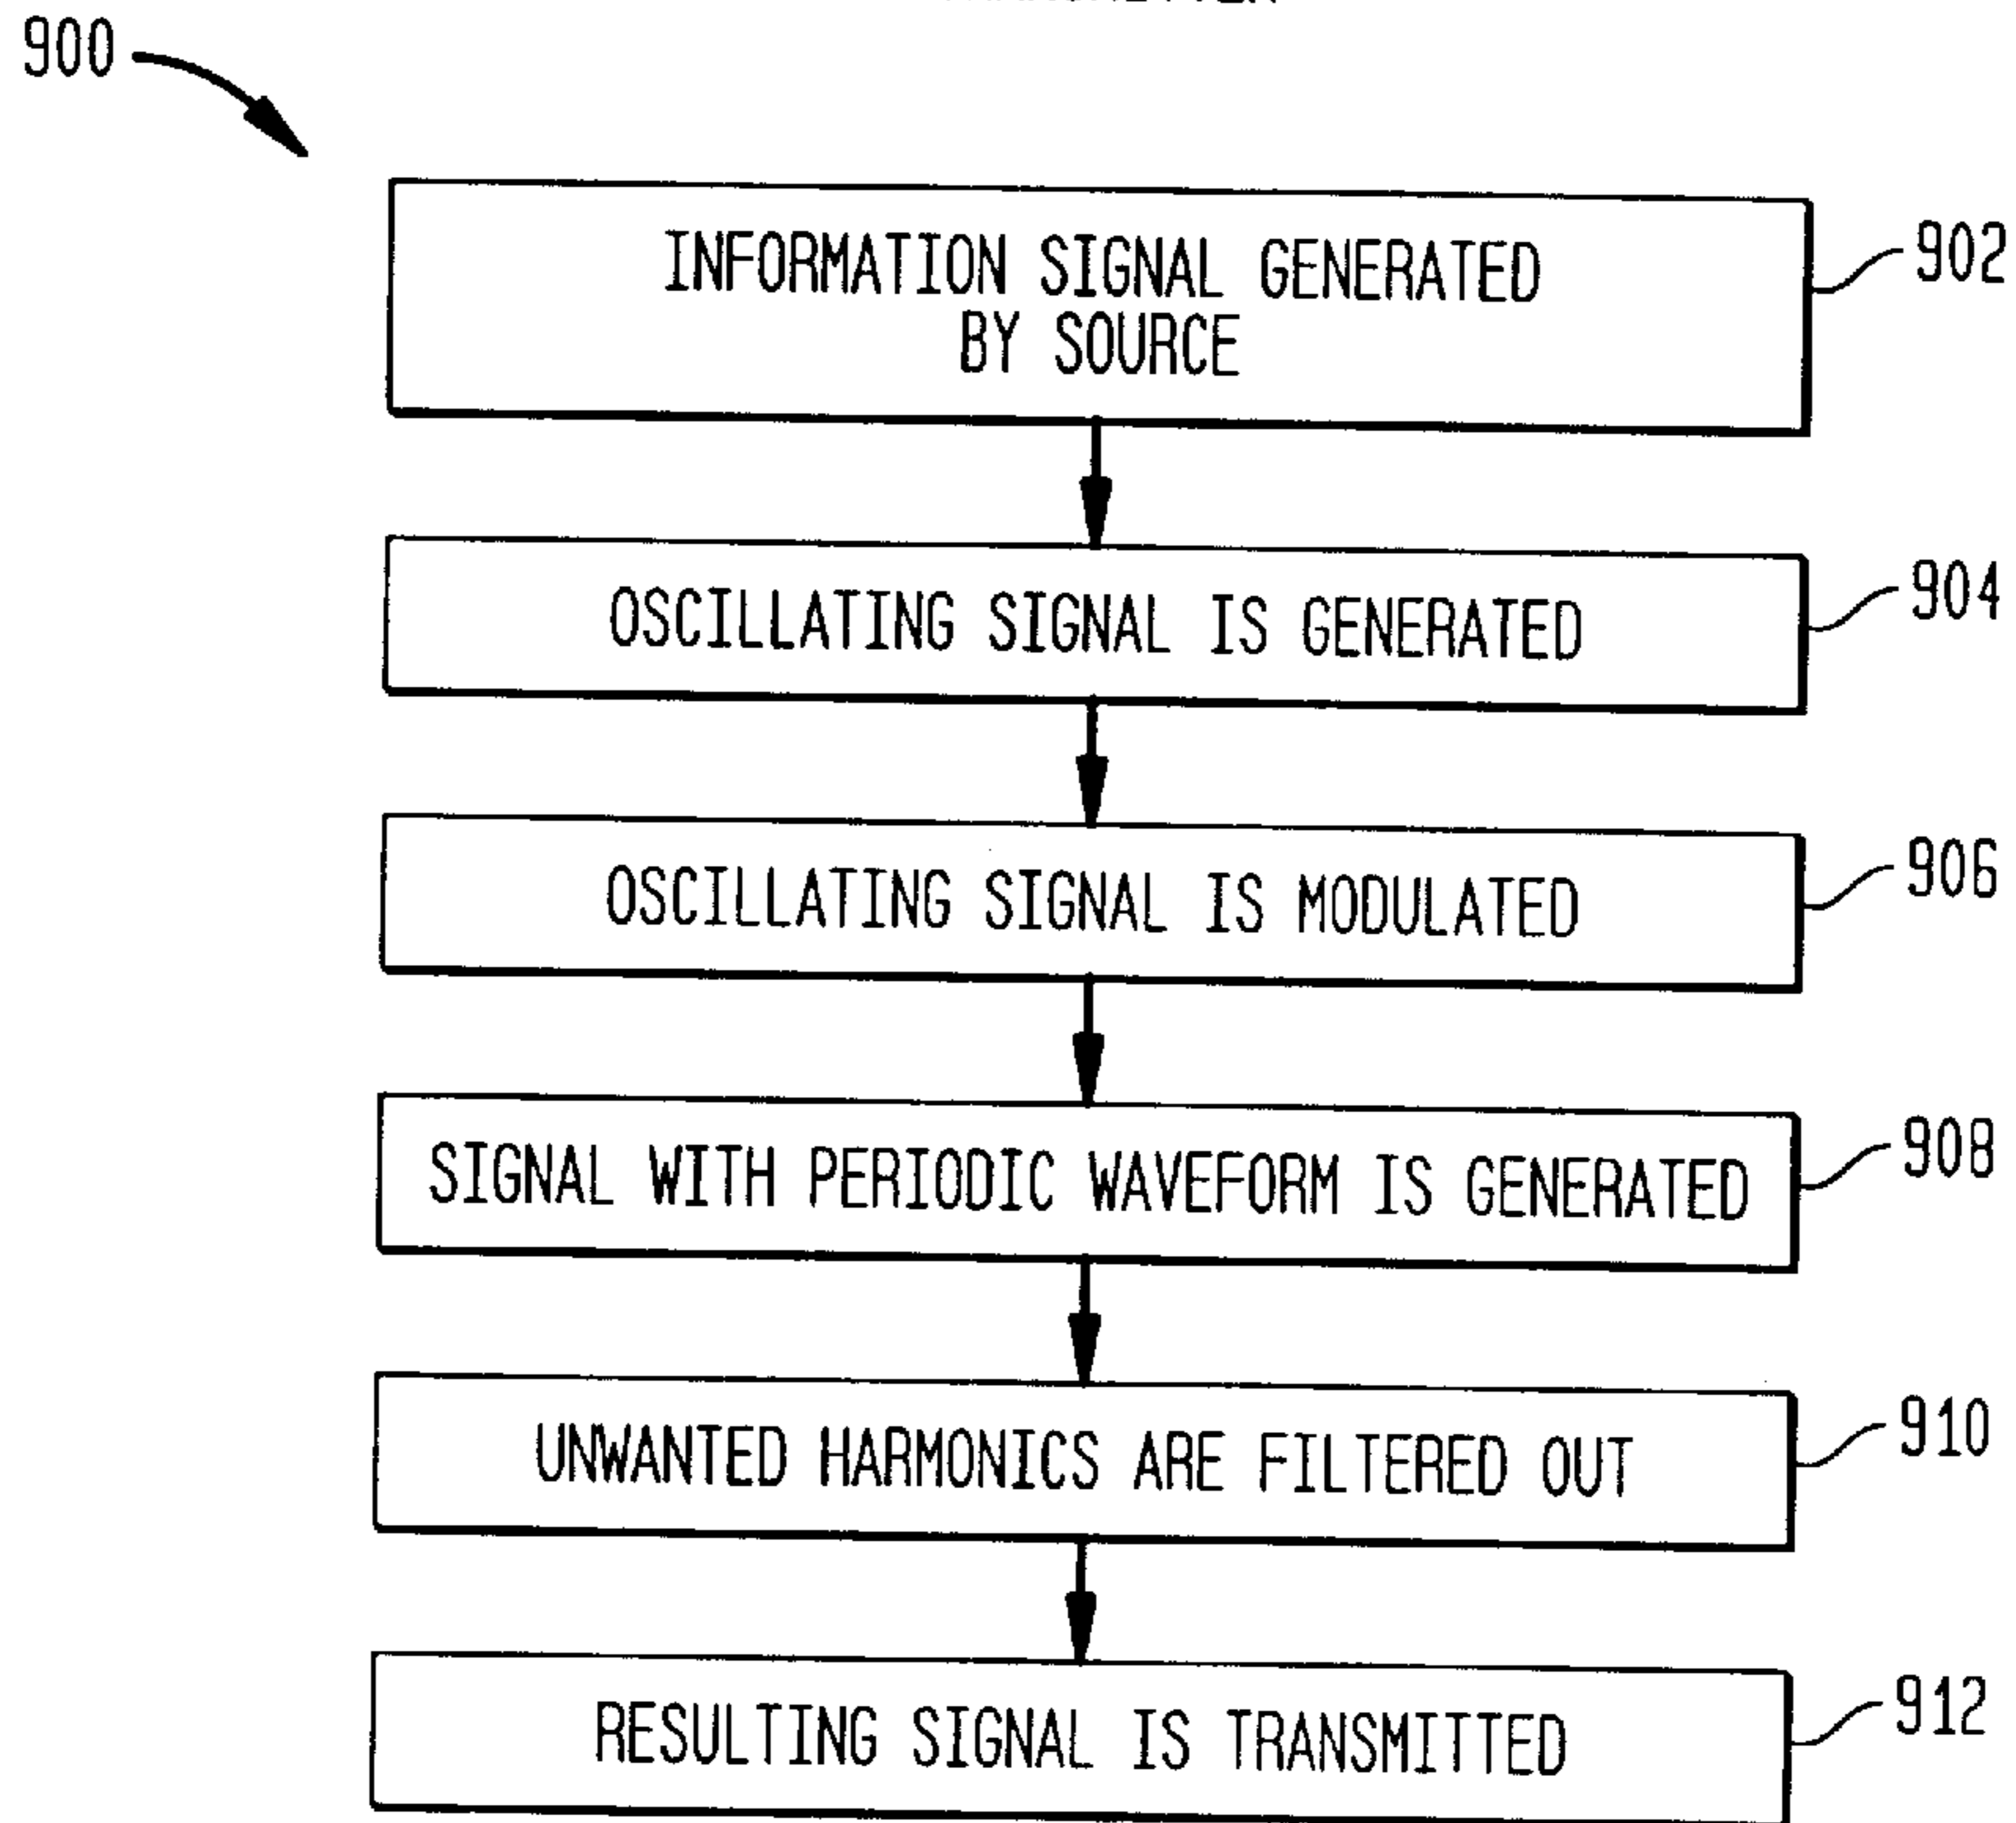 900
INFORMATION SIGNAL GENERATED
BY SOURCE
902
OSCILLATING SIGNAL IS GENERATED
904
OSCILLATING SIGNAL IS MODULATED
906
SIGNAL WITH PERIODIC WAVEFORM IS GENERATED
908
UNWANTED HARMONICS ARE FILTERED OUT
910
RESULTING SIGNAL IS TRANSMITTED
912